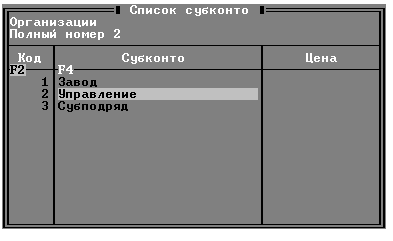 Список субконто
Организации
Полный номер 2
Код Субконто Цена
F2 F4
1 Завод
2 Управление
3 Субподряд